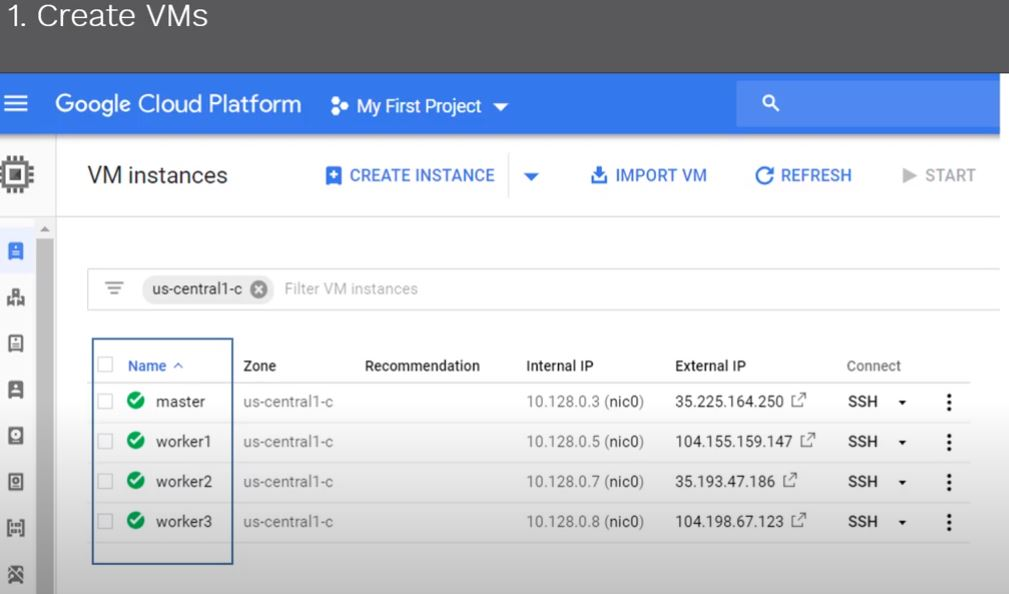 1. Create VMs
Google Cloud Platform My First Project
VM instances CREATE INSTANCE IMPORT VM REFRESH START
us-central1-c Filter VM instances
Name Zone Recommendation Internal IP External IP Connect
master us-central1-c 10.128.0.3 (nic0) 35.225.164.250 SSH
worker1 us-central1-c 10.128.0.5 (nic0) 104.155.159.147 SSH
worker2 us-central1-c 10.128.0.7 (nic0) 35.193.47.186 SSH
worker3 us-central1-c 10.128.0.8 (nic0) 104.198.67.123 SSH